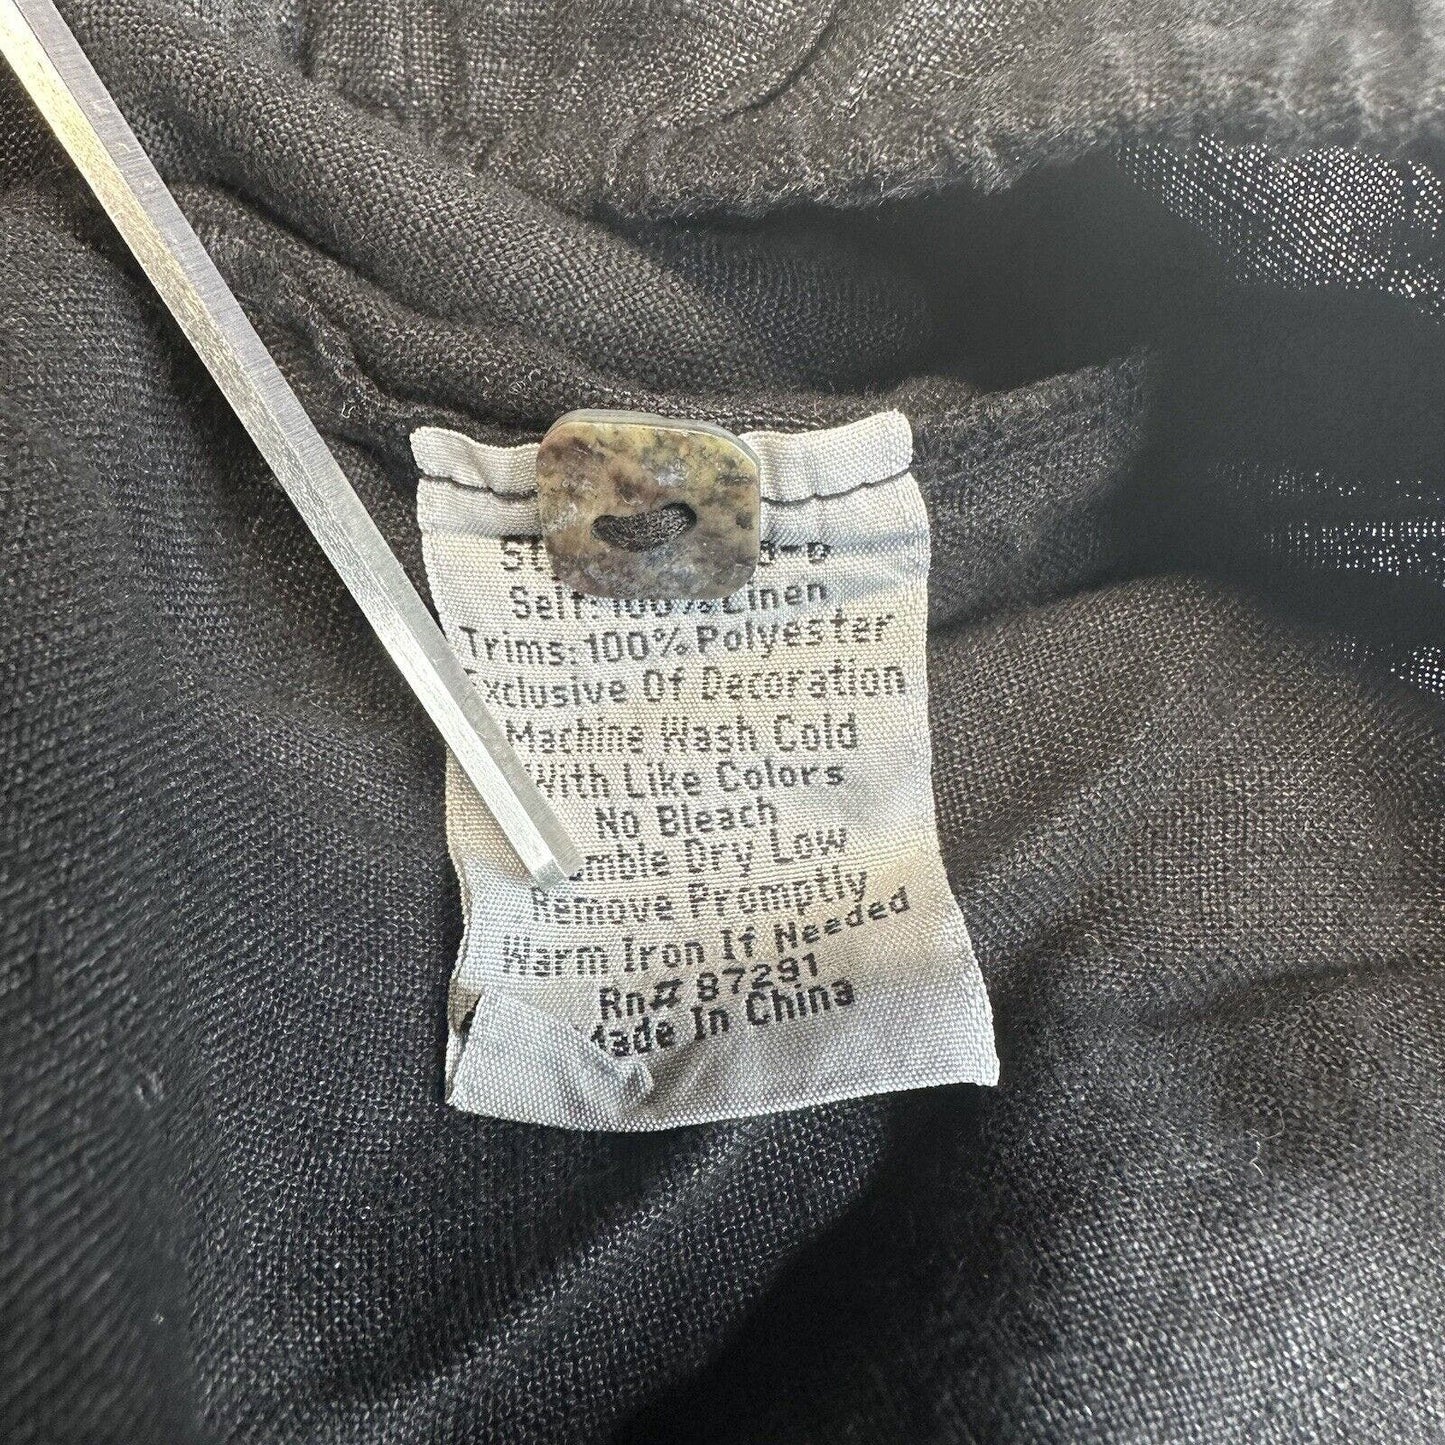 Self: 100% Linen
Trims: 100% Polyester
Exclusive Of Decoration
Machine Wash Cold
With Like Colors
No Bleach
Tumble Dry Low
Remove Promptly
Warm Iron If Needed
Rn# 87291
Made In China